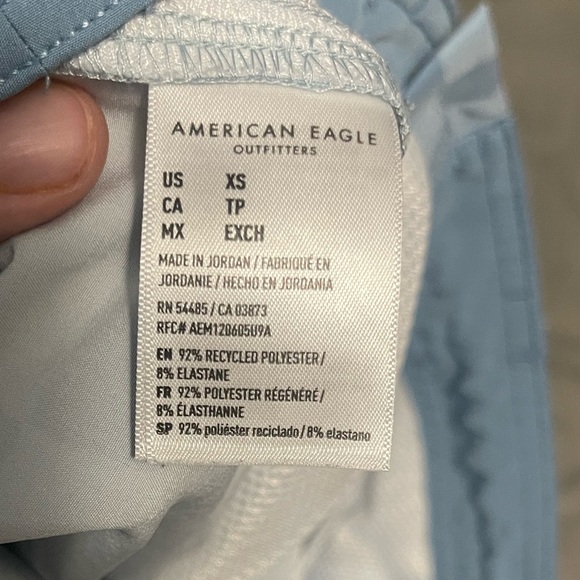 AMERICAN EAGLE
OUTFITTERS
US XS
CA TP
MX EXCH
MADE IN JORDAN / FABRIQUÉ EN
JORDANIE / HECHO EN JORDANIA
RN 54485 / CA 03873
RFC# AEM120605U9A
EN 92% RECYCLED POLYESTER/
8% ELASTANE
FR 92% POLYESTER RÉGÉNÉRÉ/
8% ÉLASTHANNE
SP 92% poliéster reciclado/8% elastano